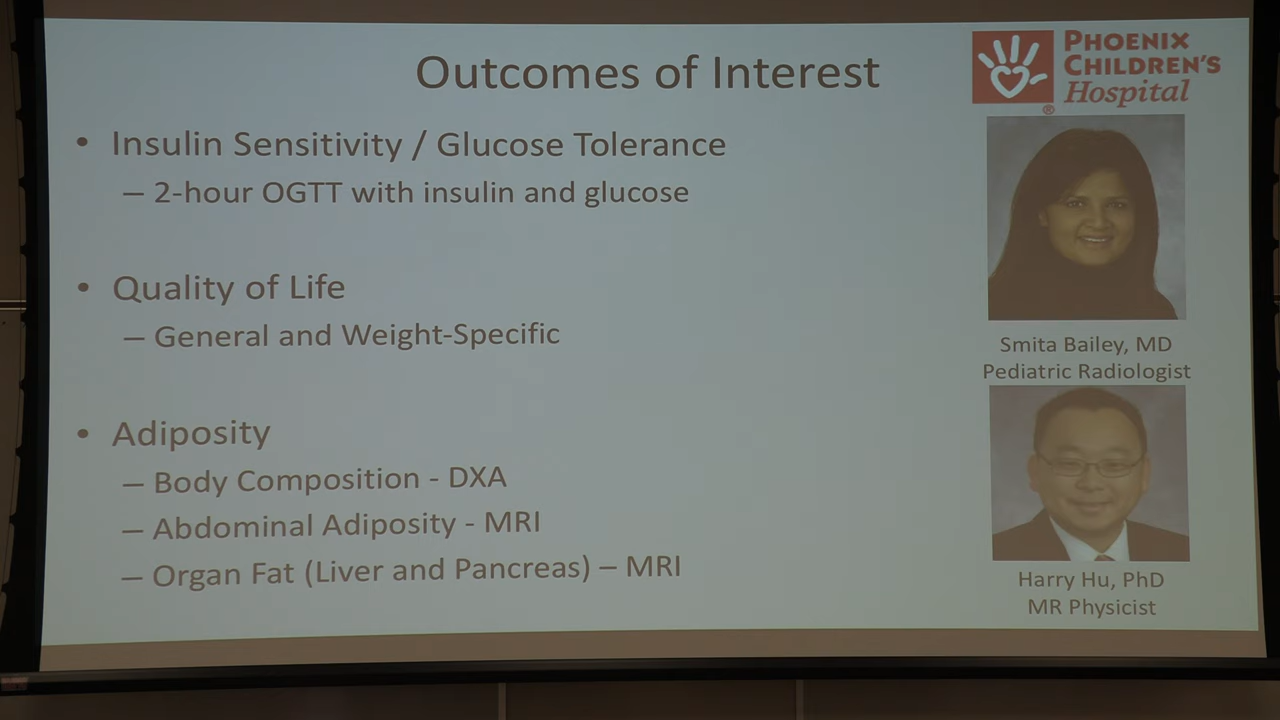 Outcomes of Interest
PHOENIX
CHILDREN'S
Hospital
®
• Insulin Sensitivity / Glucose Tolerance
– 2-hour OGTT with insulin and glucose
• Quality of Life
– General and Weight-Specific
• Adiposity
– Body Composition - DXA
– Abdominal Adiposity - MRI
– Organ Fat (Liver and Pancreas) – MRI
Smita Bailey, MD
Pediatric Radiologist
Harry Hu, PhD
MR Physicist